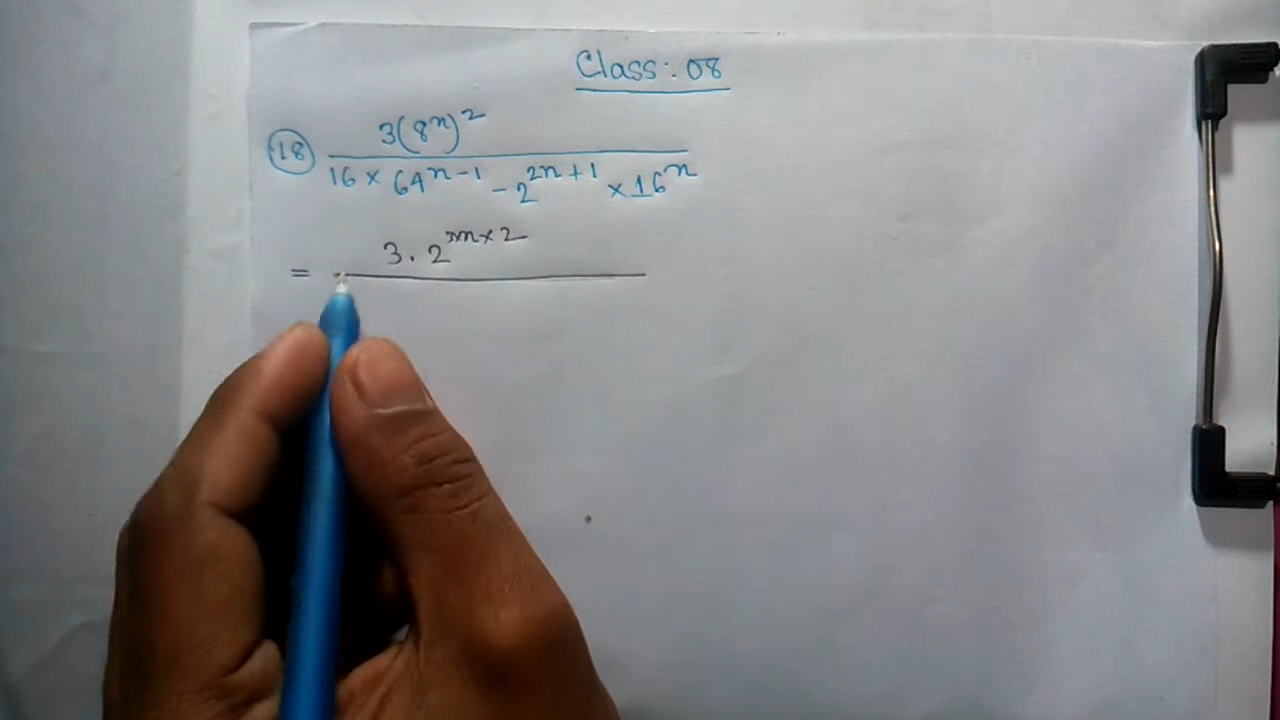 Class: 08
(18) 3(8^n)^2
16 × 64^{n-1} - 2^{2n+1} × 16^n
3 . 2^{3n×2}
=